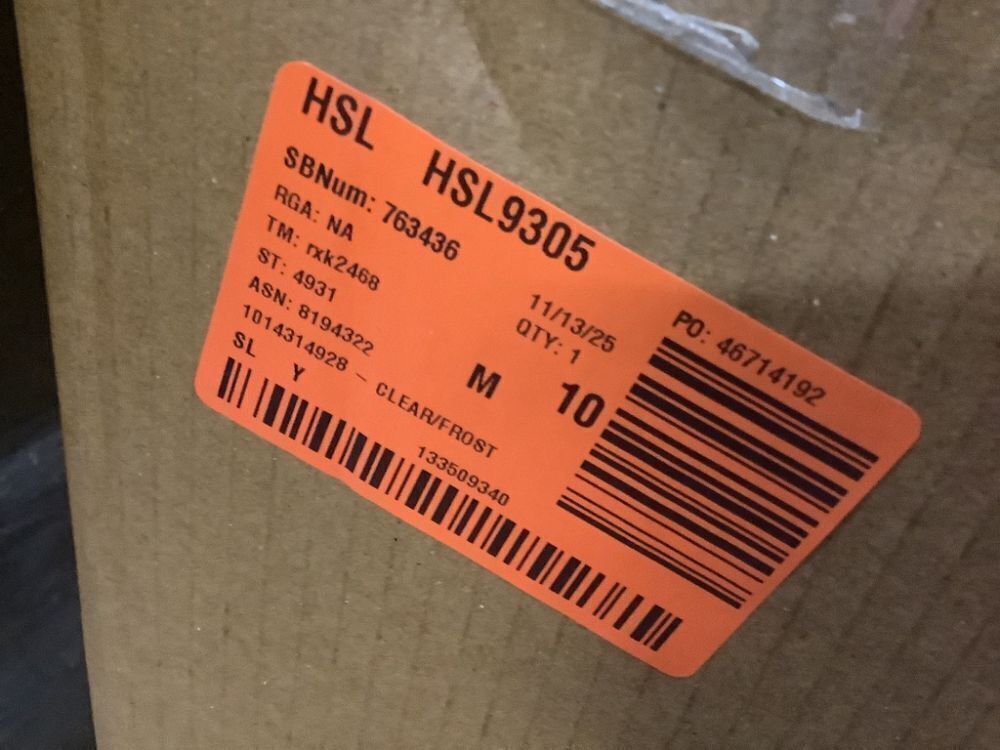 HSL HSL9305
SBNum: 763436
RGA: NA
TM: rxk2468
ST: 4931
ASN: 8194322
1014314928 - CLEAR/FROST
SL Y
133509340
11/13/25
QTY: 1
M 10
PO: 46714192